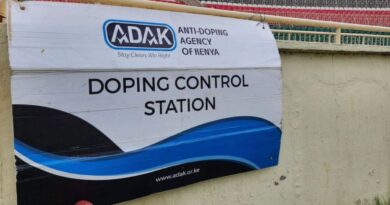 ADAK
Stay Clean, Win Right
ANTI-DOPING
AGENCY
OF KENYA
DOPING CONTROL
STATION
www.adak.or.ke